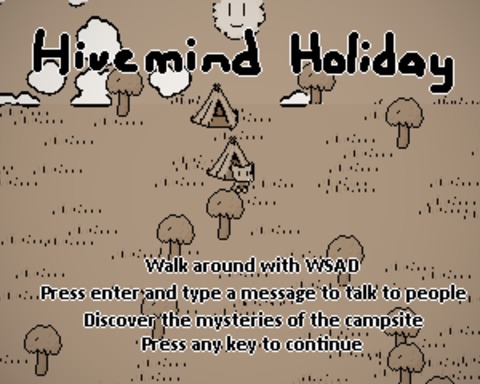 Hivemind Holiday
Walk around with WSAD
Press enter and type a message to talk to people
Discover the mysteries of the campsite
Press any key to continue